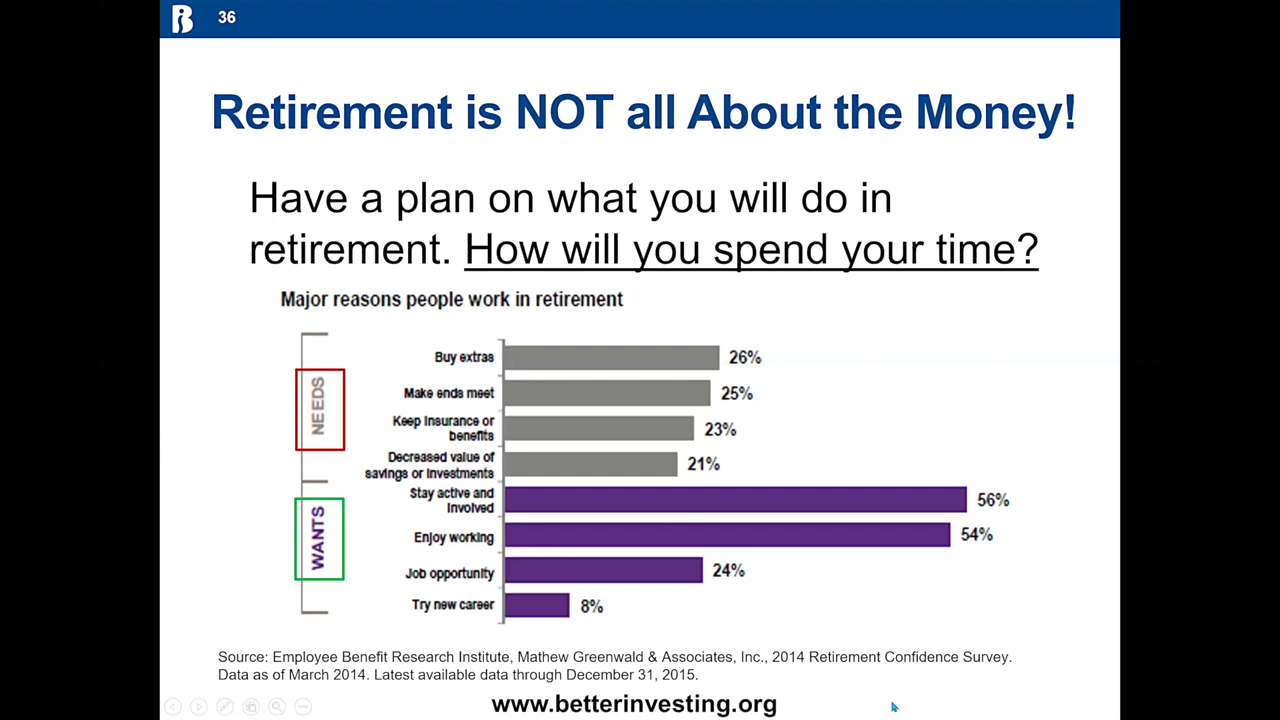 36
Retirement is NOT all About the Money!
Have a plan on what you will do in
retirement. How will you spend your time?
Major reasons people work in retirement
NEEDS
Buy extras 26%
Make ends meet 25%
Keep insurance or
benefits 23%
Decreased value of
savings or investments 21%
WANTS
Stay active and
involved 56%
Enjoy working 54%
Job opportunity 24%
Try new career 8%
Source: Employee Benefit Research Institute, Mathew Greenwald & Associates, Inc., 2014 Retirement Confidence Survey.
Data as of March 2014. Latest available data through December 31, 2015.
www.betterinvesting.org